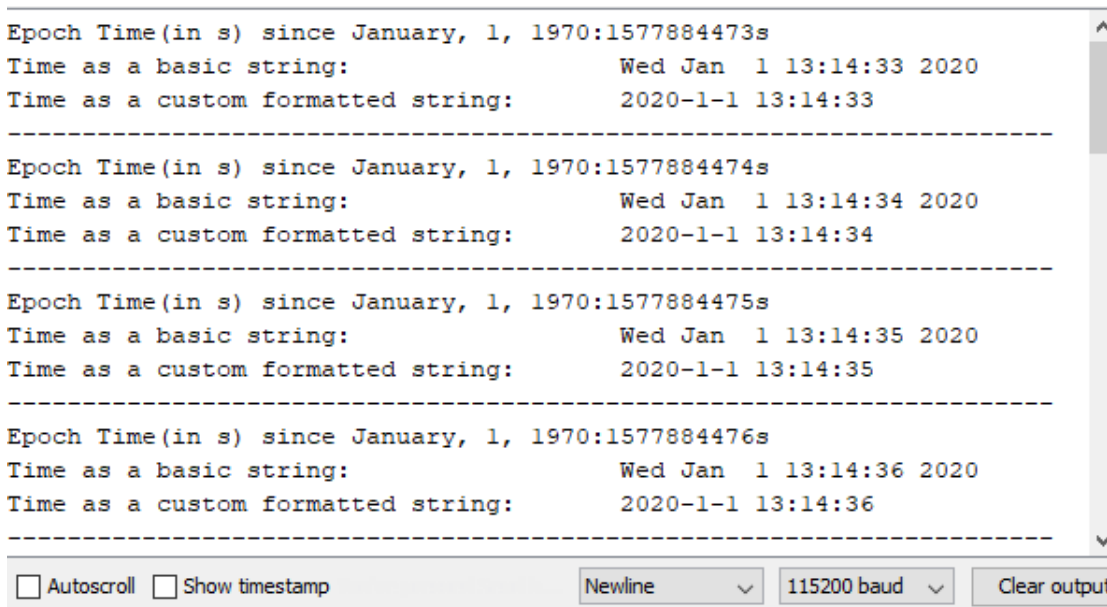 Epoch Time(in s) since January, 1, 1970:1577884473s
Time as a basic string:                  Wed Jan  1 13:14:33 2020
Time as a custom formatted string:       2020-1-1 13:14:33
----------------------------------------------------------------------
Epoch Time(in s) since January, 1, 1970:1577884474s
Time as a basic string:                  Wed Jan  1 13:14:34 2020
Time as a custom formatted string:       2020-1-1 13:14:34
----------------------------------------------------------------------
Epoch Time(in s) since January, 1, 1970:1577884475s
Time as a basic string:                  Wed Jan  1 13:14:35 2020
Time as a custom formatted string:       2020-1-1 13:14:35
----------------------------------------------------------------------
Epoch Time(in s) since January, 1, 1970:1577884476s
Time as a basic string:                  Wed Jan  1 13:14:36 2020
Time as a custom formatted string:       2020-1-1 13:14:36
----------------------------------------------------------------------
Autoscroll Show timestamp Newline 115200 baud Clear output